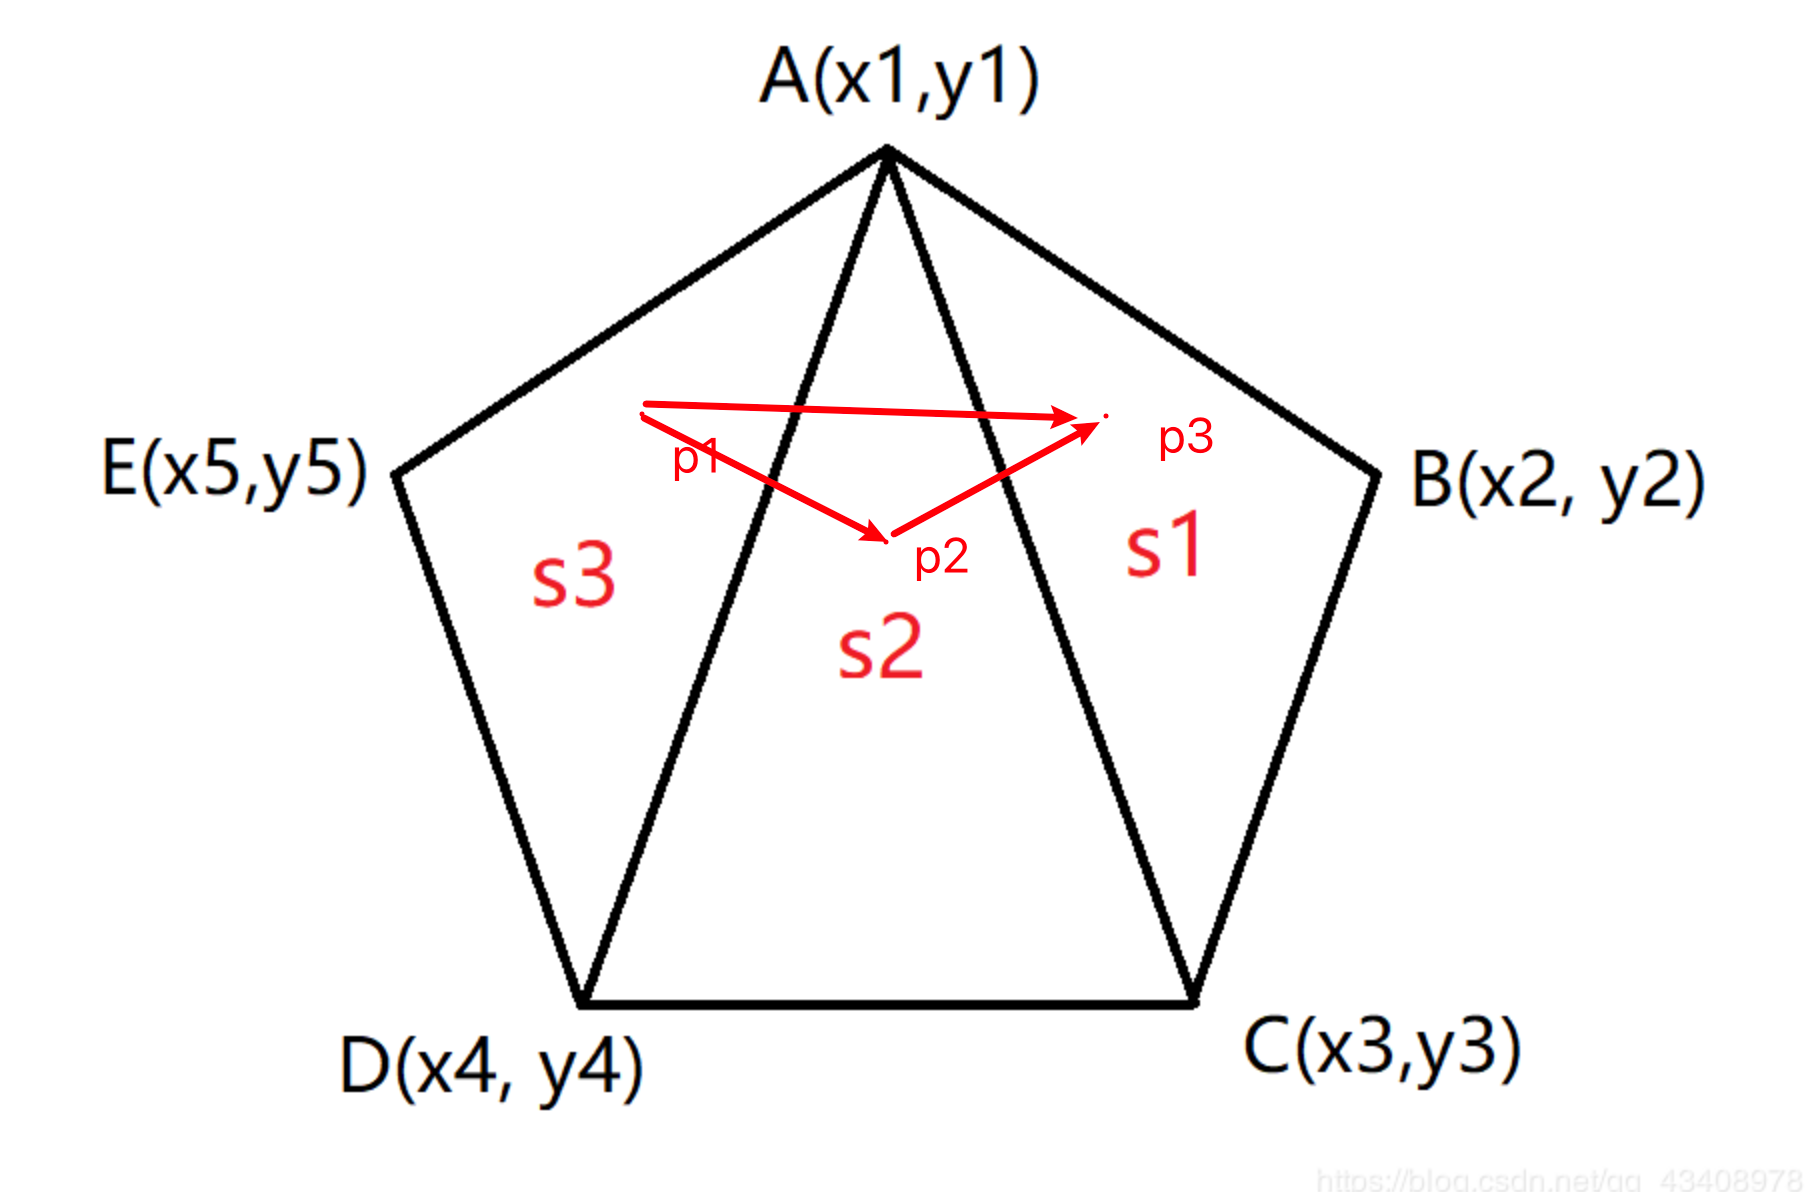 A(x1,y1)
E(x5,y5)
p1
p3
B(x2, y2)
s3
p2
s1
s2
D(x4, y4)
C(x3,y3)
https://blog.csdn.net/qq_43408978